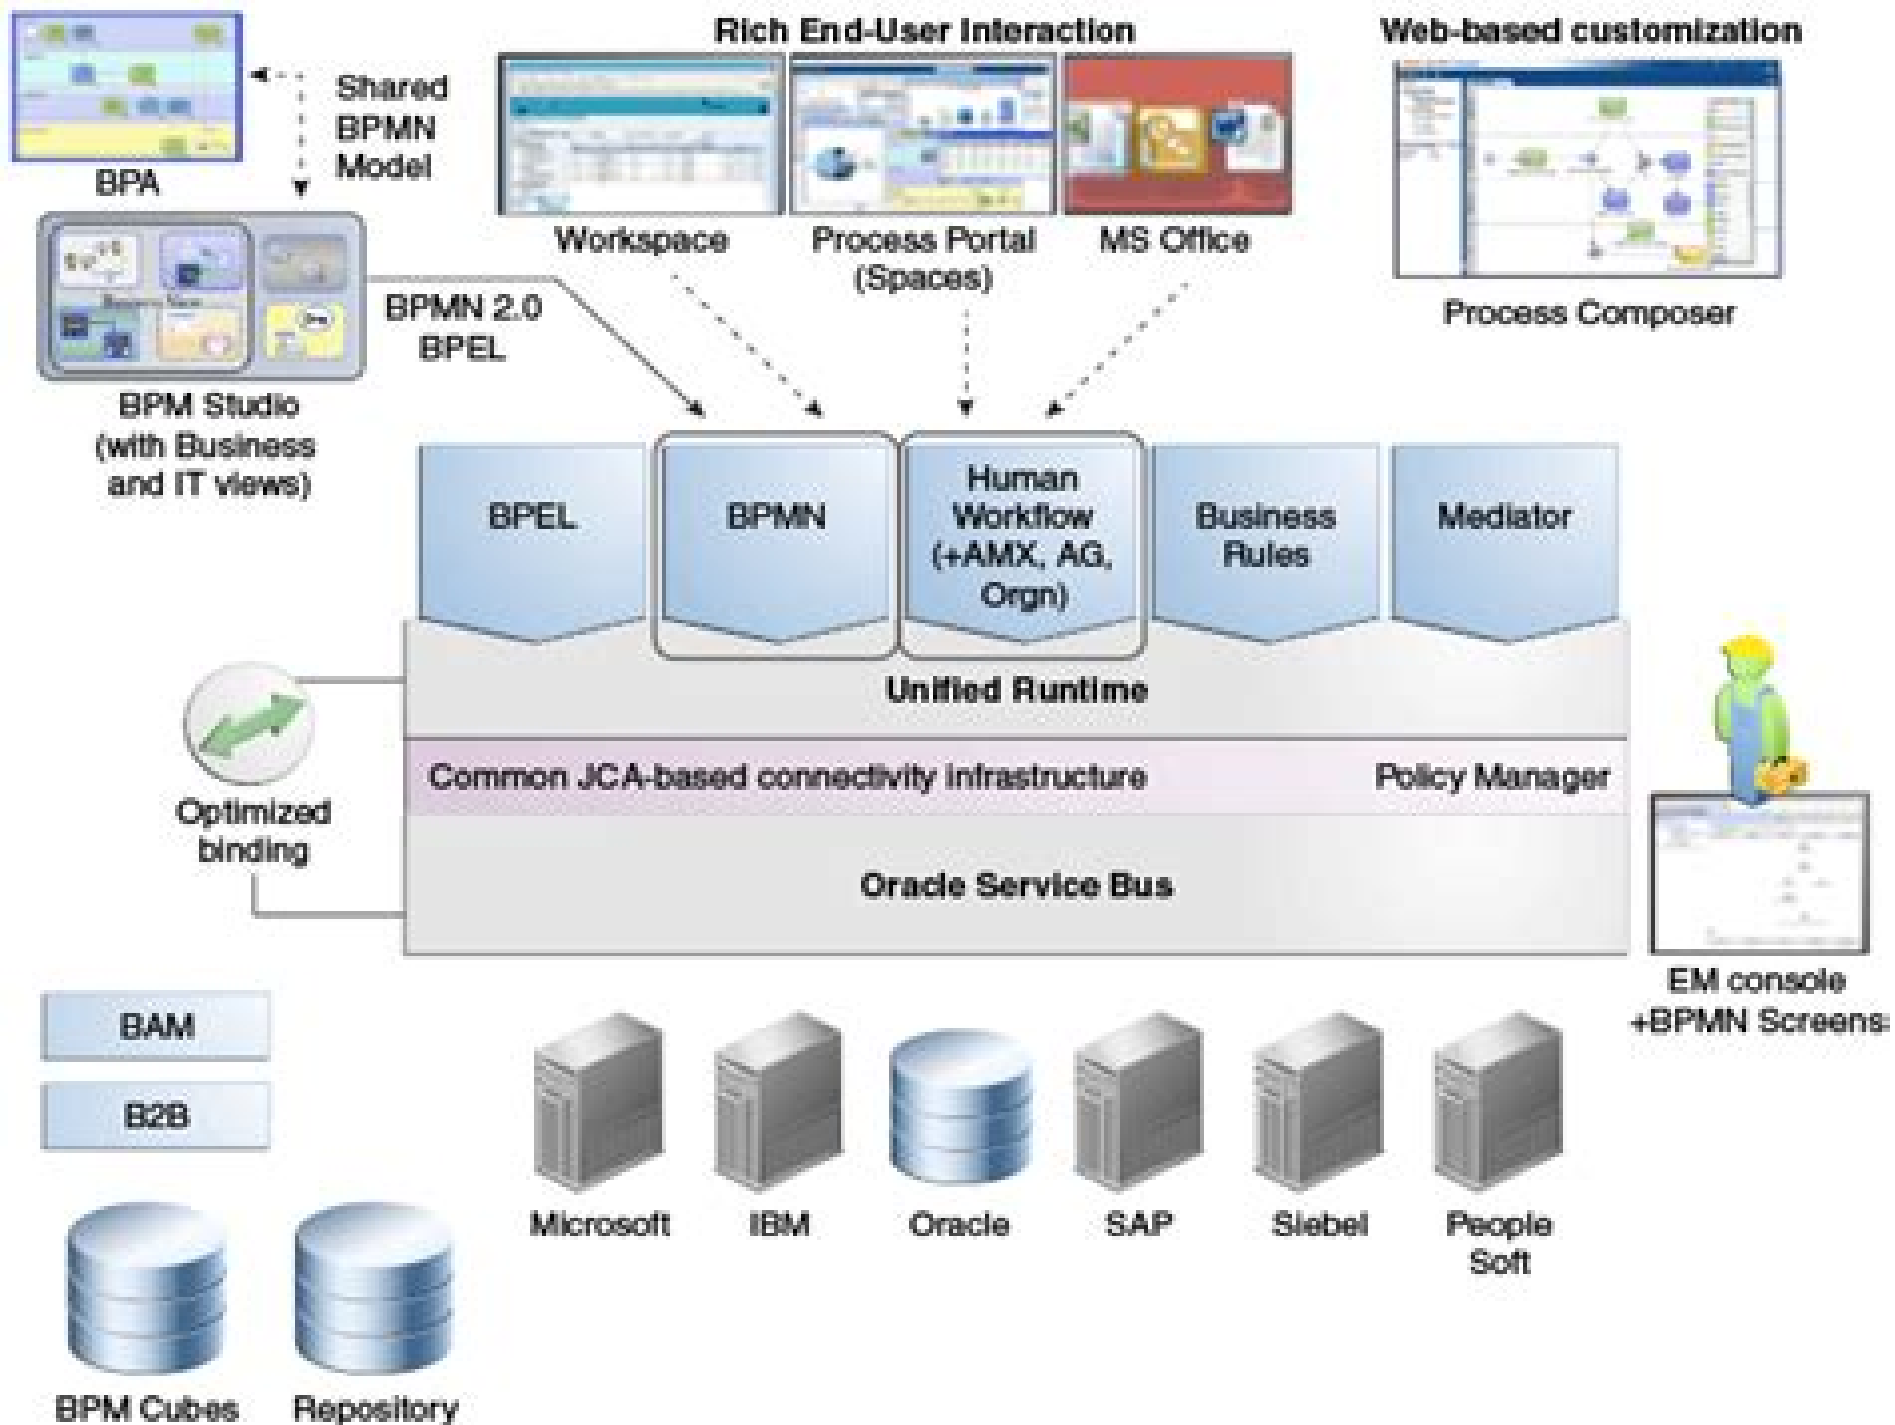 Rich End-User Interaction
Web-based customization
Shared
BPMN
Model
BPA
Workspace
Process Portal
(Spaces)
MS Office
Process Composer
BPMN 2.0
BPEL
BPM Studio
(with Business
and IT views)
BPEL
BPMN
Human
Workflow
(+AMX, AG,
Orgn)
Business
Rules
Mediator
Unified Runtime
Common JCA-based connectivity infrastructure
Policy Manager
Optimized
binding
Oracle Service Bus
EM console
+BPMN Screens
BAM
B2B
Microsoft
IBM
Oracle
SAP
Siebel
People
Soft
BPM Cubes
Repository